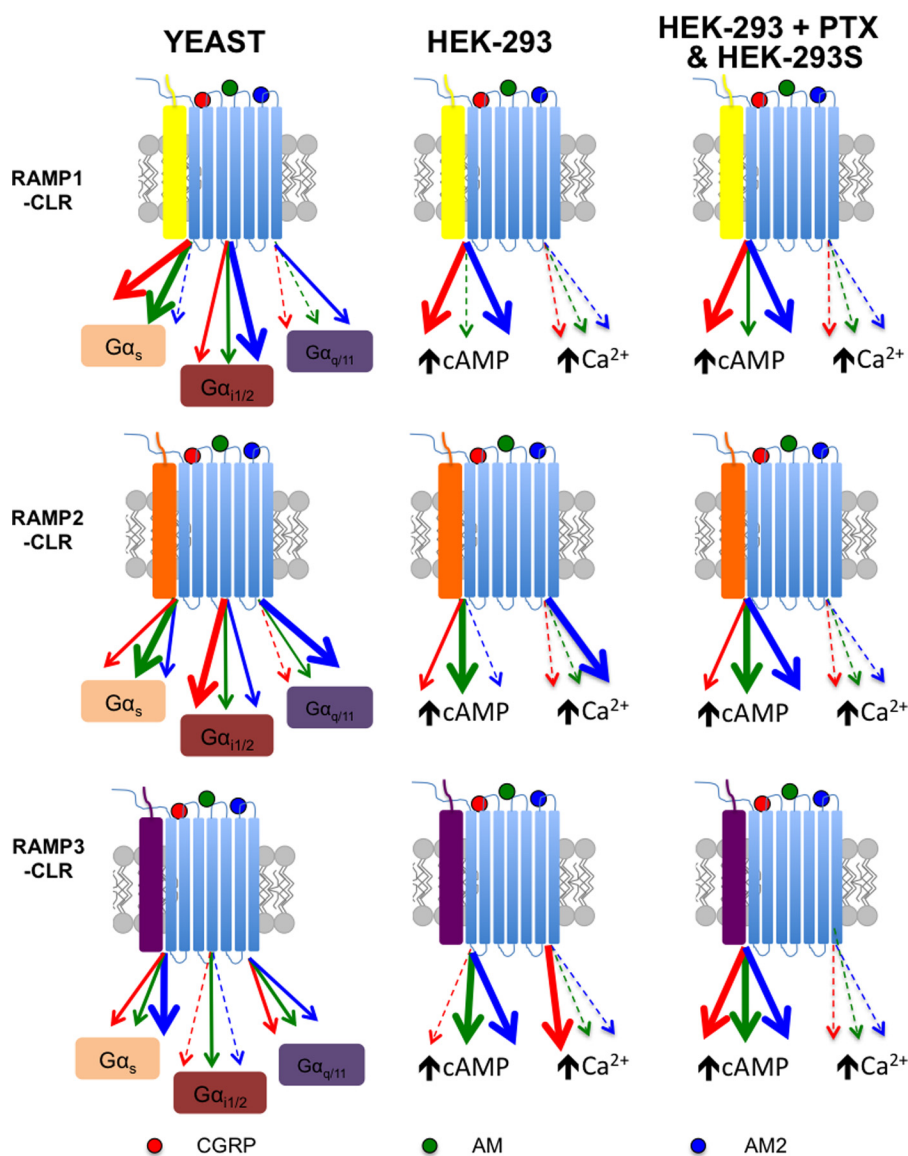 YEAST
HEK-293
HEK-293 + PTX
& HEK-293S
RAMP1
-CLR
Gαs
Gαi1/2
Gαq/11
cAMP
Ca2+
cAMP
Ca2+
RAMP2
-CLR
Gαs
Gαi1/2
Gαq/11
cAMP
Ca2+
cAMP
Ca2+
RAMP3
-CLR
Gαs
Gαi1/2
Gαq/11
cAMP
Ca2+
cAMP
Ca2+
CGRP
AM
AM2